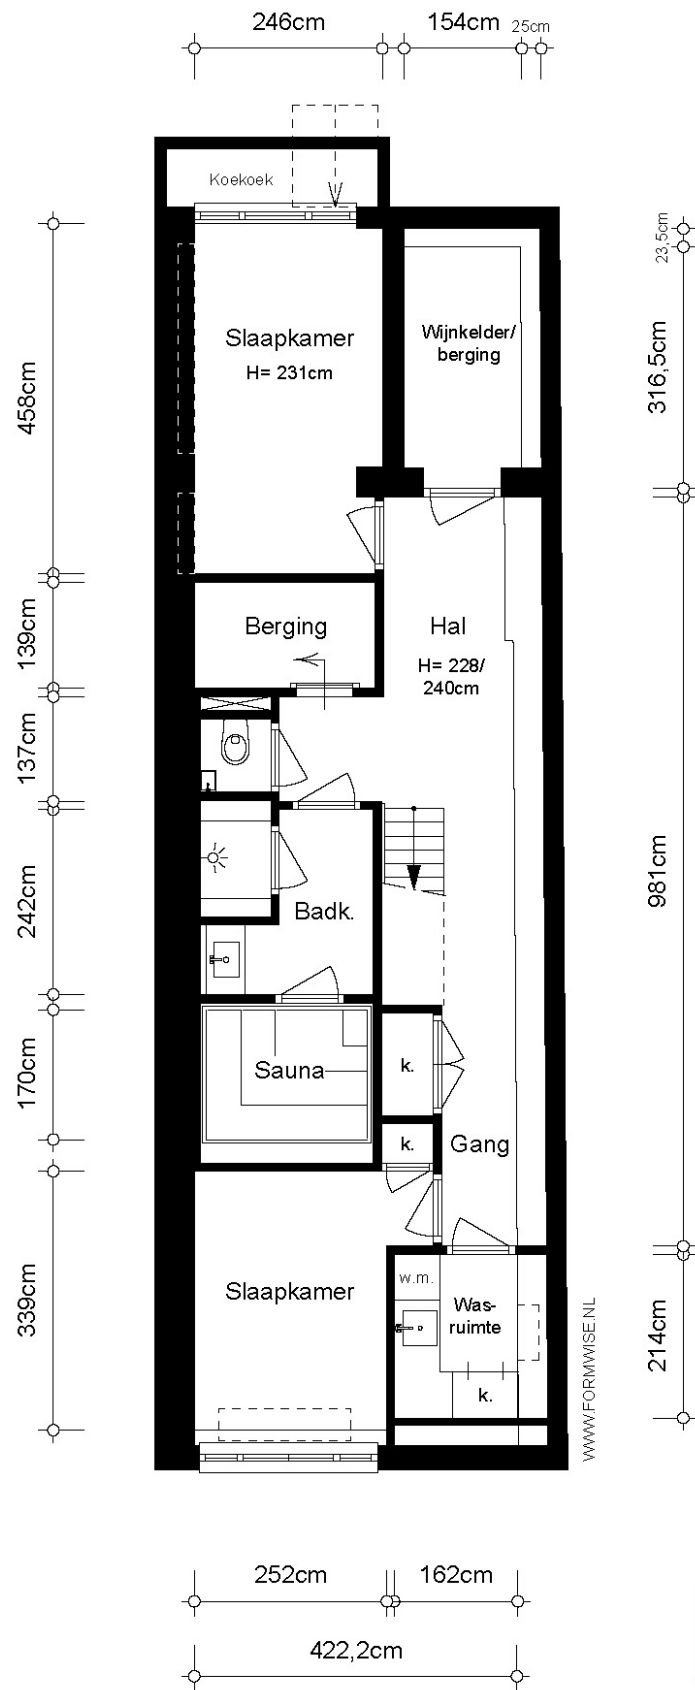 246cm
154cm
25cm
Koekoek
23,5cm
Slaapkamer
H= 231cm
Wijnkelder/
berging
458cm
316,5cm
Berging
Hal
H= 228/
240cm
139cm
137cm
242cm
Badk.
981cm
Sauna
k.
170cm
k.
Gang
Slaapkamer
w.m.
Was-
ruimte
k.
339cm
214cm
WWW.FORMWISE.NL
252cm
162cm
422,2cm